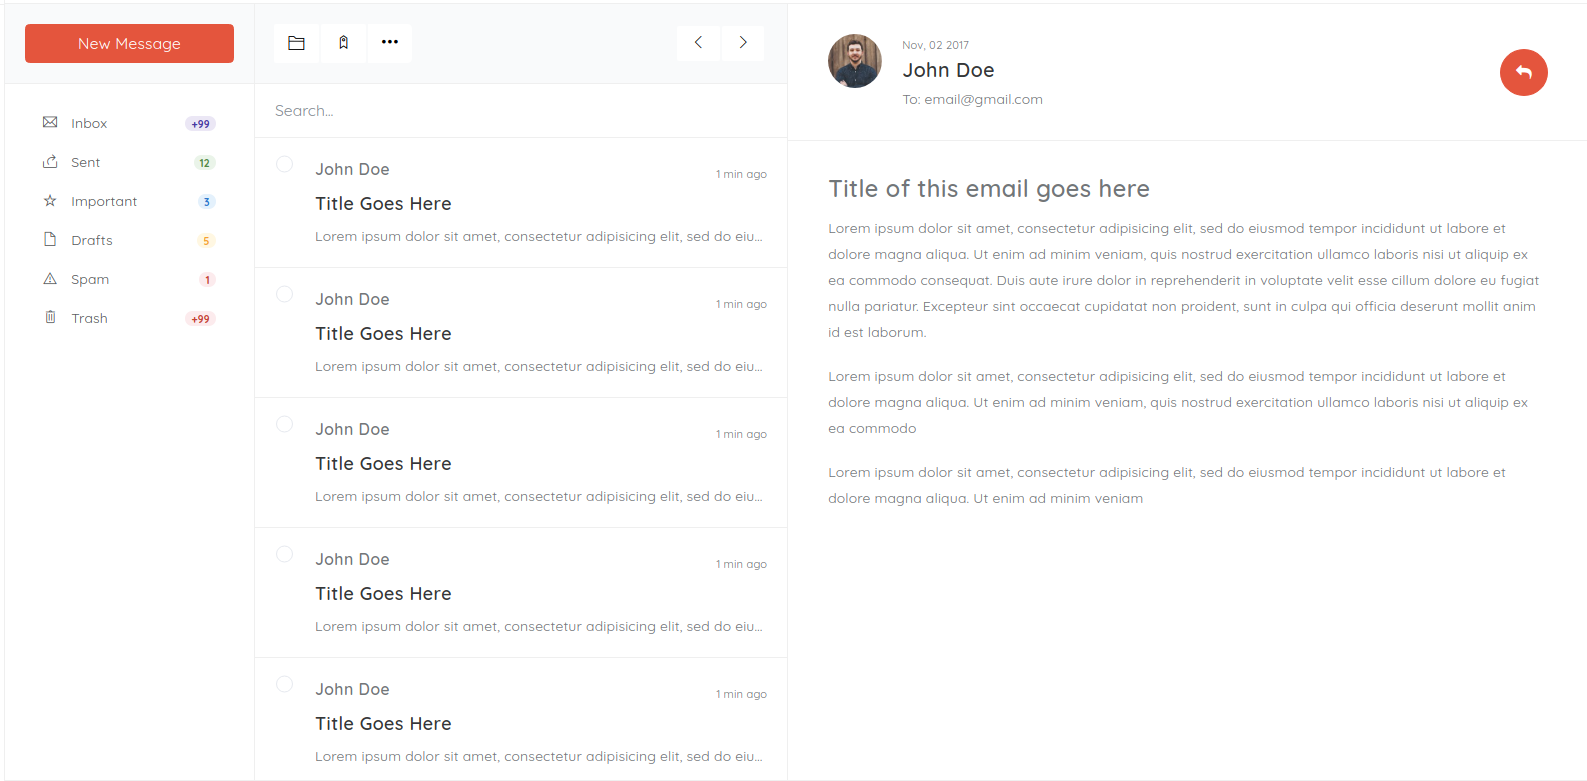 New Message
Inbox +99
Sent 12
Important 3
Drafts 5
Spam 1
Trash +99
Search...
John Doe 1 min ago
Title Goes Here
Lorem ipsum dolor sit amet, consectetur adipisicing elit, sed do eiu...
John Doe 1 min ago
Title Goes Here
Lorem ipsum dolor sit amet, consectetur adipisicing elit, sed do eiu...
John Doe 1 min ago
Title Goes Here
Lorem ipsum dolor sit amet, consectetur adipisicing elit, sed do eiu...
John Doe 1 min ago
Title Goes Here
Lorem ipsum dolor sit amet, consectetur adipisicing elit, sed do eiu...
John Doe 1 min ago
Title Goes Here
Lorem ipsum dolor sit amet, consectetur adipisicing elit, sed do eiu...
Nov, 02 2017
John Doe
To: email@gmail.com
Title of this email goes here
Lorem ipsum dolor sit amet, consectetur adipisicing elit, sed do eiusmod tempor incididunt ut labore et
dolore magna aliqua. Ut enim ad minim veniam, quis nostrud exercitation ullamco laboris nisi ut aliquip ex
ea commodo consequat. Duis aute irure dolor in reprehenderit in voluptate velit esse cillum dolore eu fugiat
nulla pariatur. Excepteur sint occaecat cupidatat non proident, sunt in culpa qui officia deserunt mollit anim
id est laborum.
Lorem ipsum dolor sit amet, consectetur adipisicing elit, sed do eiusmod tempor incididunt ut labore et
dolore magna aliqua. Ut enim ad minim veniam, quis nostrud exercitation ullamco laboris nisi ut aliquip ex
ea commodo
Lorem ipsum dolor sit amet, consectetur adipisicing elit, sed do eiusmod tempor incididunt ut labore et
dolore magna aliqua. Ut enim ad minim veniam